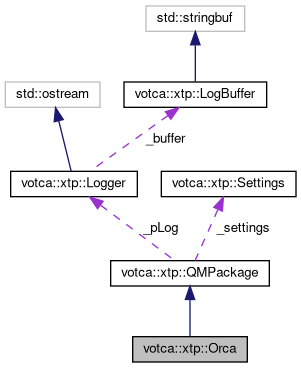 std::stringbuf
std::ostream
votca::xtp::LogBuffer
_buffer
votca::xtp::Logger
votca::xtp::Settings
_pLog
_settings
votca::xtp::QMPackage
votca::xtp::Orca